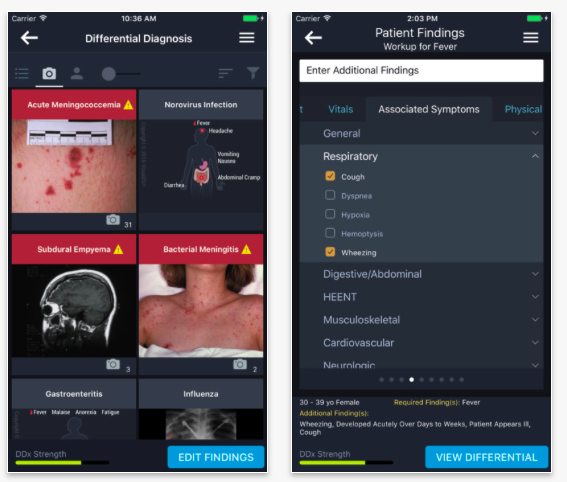 Carrier
10:36 AM
Differential Diagnosis
Acute Meningococcemia
31
Norovirus Infection
Fever
Headache
Vomiting
Nausea
Abdominal Cramp
Diarrhea
Subdural Empyema
3
Bacterial Meningitis
2
Gastroenteritis
Fever Malaise Anorexia Fatigue
Influenza
DDx Strength
EDIT FINDINGS
Carrier
2:03 PM
Patient Findings
Workup for Fever
Enter Additional Findings
t Vitals Associated Symptoms Physical
General
Respiratory
Cough
Dyspnea
Hypoxia
Hemoptysis
Wheezing
Digestive/Abdominal
HEENT
Musculoskeletal
Cardiovascular
Neurologic
30 - 39 yo Female Required Finding(s): Fever
Additional Finding(s):
Wheezing, Developed Acutely Over Days to Weeks, Patient Appears Ill,
Cough
DDx Strength
VIEW DIFFERENTIAL